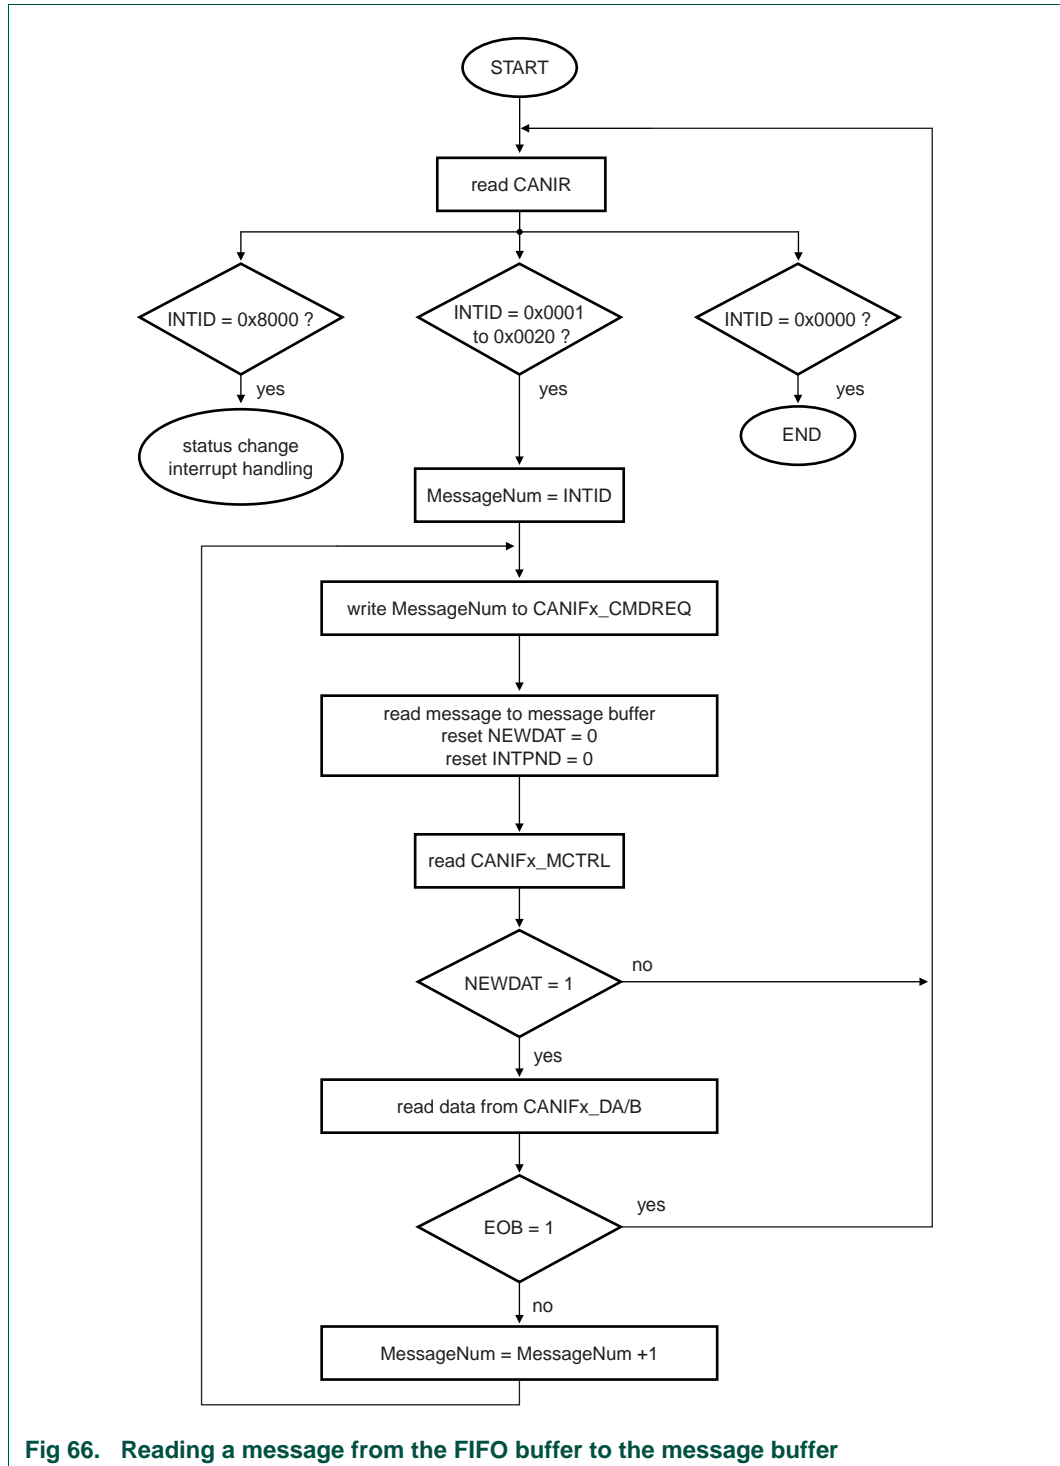 START
read CANIR
INTID = 0x8000 ?
INTID = 0x0001
to 0x0020 ?
INTID = 0x0000 ?
yes
yes
yes
status change
interrupt handling
END
MessageNum = INTID
write MessageNum to CANIFx_CMDREQ
read message to message buffer
reset NEWDAT = 0
reset INTPND = 0
read CANIFx_MCTRL
NEWDAT = 1
no
yes
read data from CANIFx_DA/B
EOB = 1
yes
no
MessageNum = MessageNum +1
Fig 66. Reading a message from the FIFO buffer to the message buffer